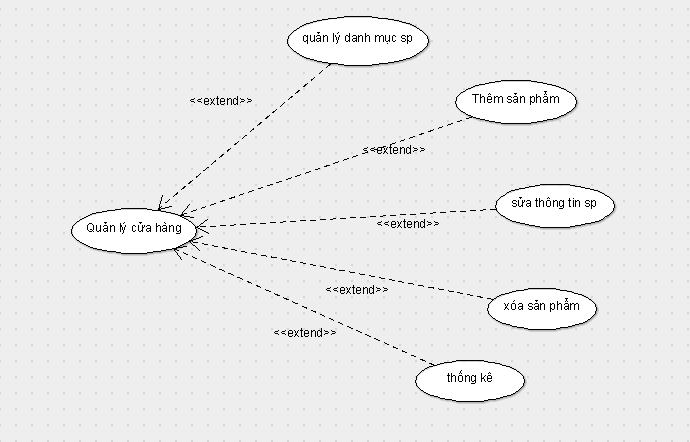 quản lý danh mục sp
<<extend>>
Thêm sản phẩm
<<extend>>
sửa thông tin sp
<<extend>>
Quản lý cửa hàng
<<extend>>
xóa sản phẩm
<<extend>>
thống kê